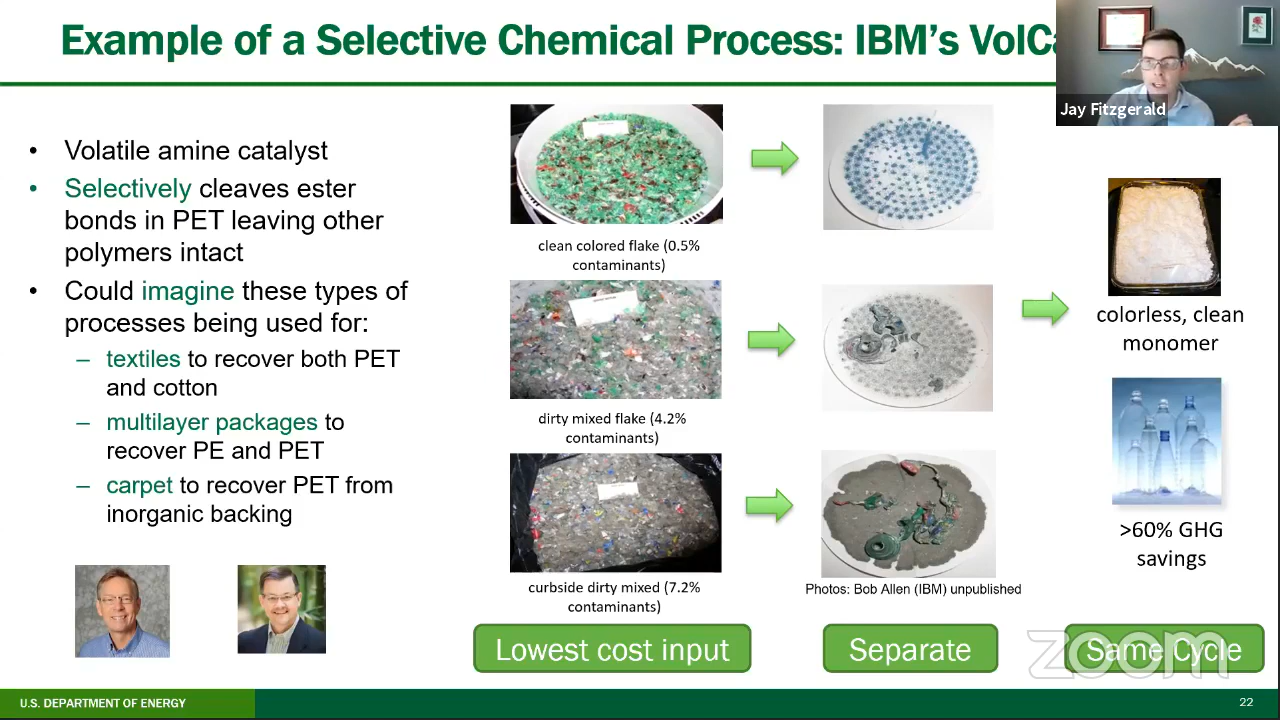 Example of a Selective Chemical Process: IBM's VolCa
Jay Fitzgerald
• Volatile amine catalyst
• Selectively cleaves ester
bonds in PET leaving other
polymers intact
• Could imagine these types of
processes being used for:
– textiles to recover both PET
and cotton
– multilayer packages to
recover PE and PET
– carpet to recover PET from
inorganic backing
clean colored flake (0.5%
contaminants)
dirty mixed flake (4.2%
contaminants)
curbside dirty mixed (7.2%
contaminants)
Photos: Bob Allen (IBM) unpublished
colorless, clean
monomer
>60% GHG
savings
Lowest cost input
Separate
Same Cycle
zoom
U.S. DEPARTMENT OF ENERGY
22